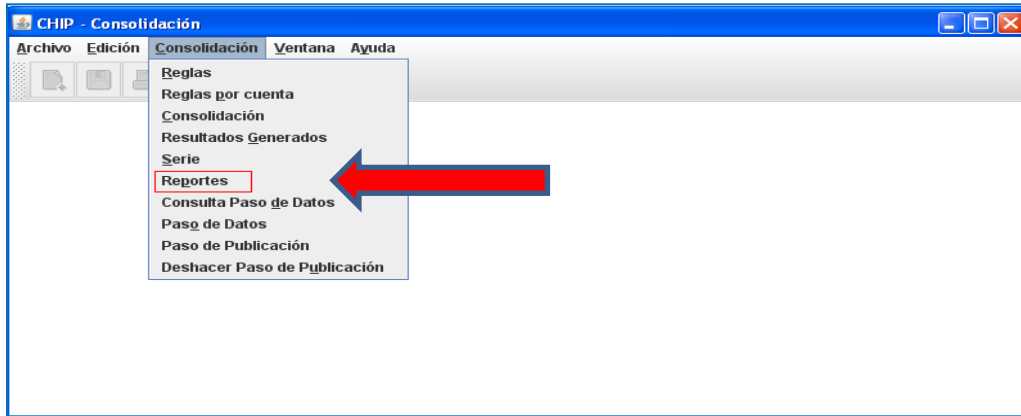 CHIP - Consolidación
Archivo Edición Consolidación Ventana Ayuda
Reglas
Reglas por cuenta
Consolidación
Resultados Generados
Serie
Reportes
Consulta Paso de Datos
Paso de Datos
Paso de Publicación
Deshacer Paso de Publicación